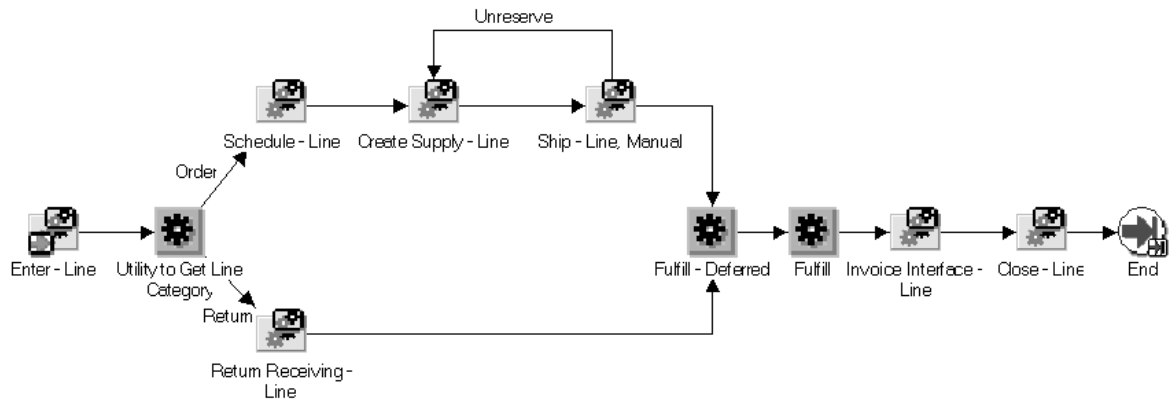 Unreserve
Schedule - Line
Create Supply - Line
Ship - Line, Manual
Order
Enter - Line
Utility to Get Line
Category
Fulfill - Deferred
Fulfill
Invoice Interface -
Line
Close - Line
End
Return
Return Receiving -
Line